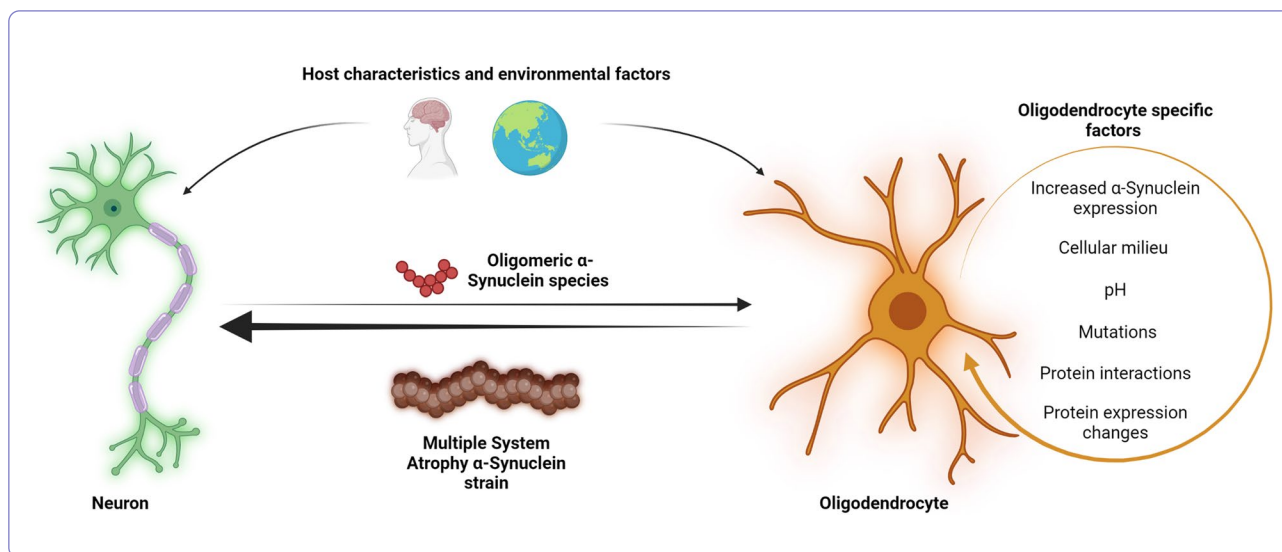 Host characteristics and environmental factors
Oligodendrocyte specific
factors
Increased α-Synuclein
expression
Cellular milieu
pH
Mutations
Protein interactions
Protein expression
changes
Oligomeric α-
Synuclein species
Multiple System
Atrophy α-Synuclein
strain
Neuron
Oligodendrocyte